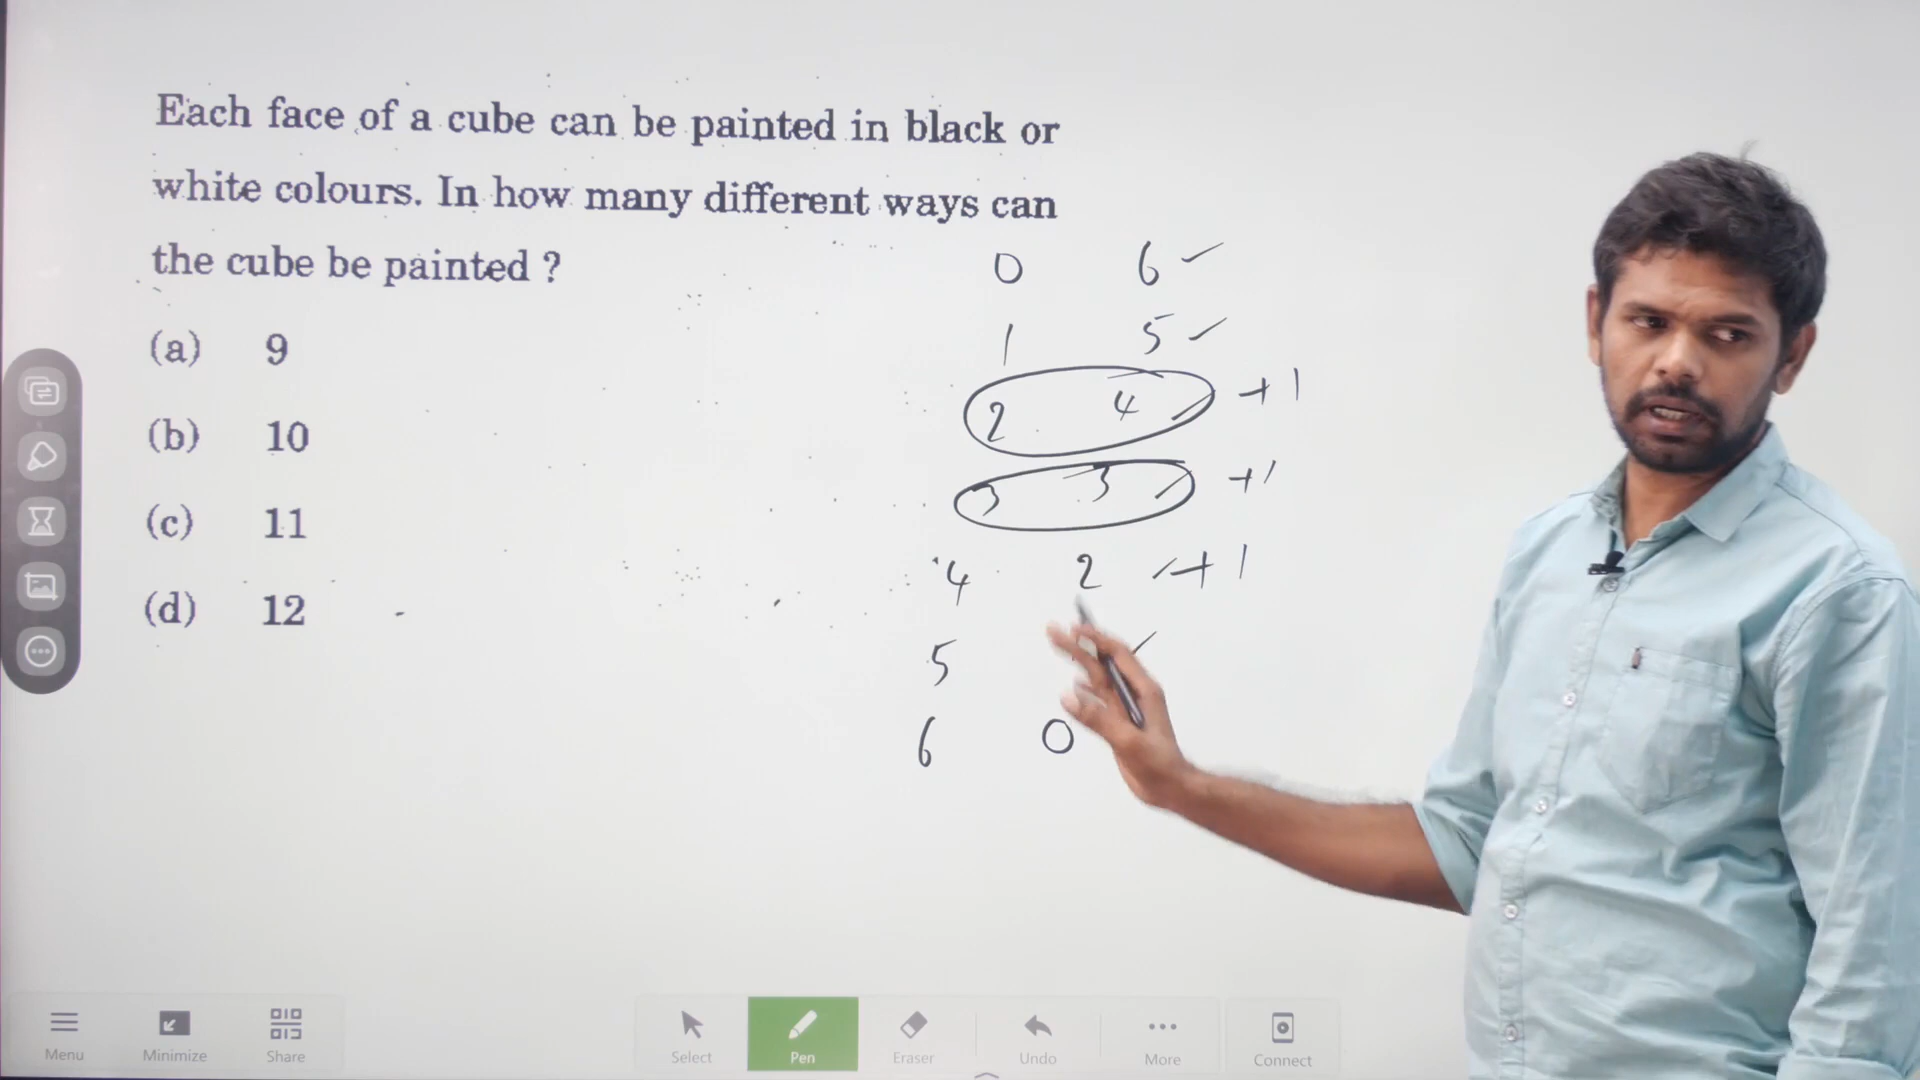 Each face of a cube can be painted in black or
white colours. In how many different ways can
the cube be painted ?
(a) 9
(b) 10
(c) 11
(d) 12
0 6 ✓
1 5 ✓
2 4 ✓ +1
3 3 ✓ +1
4 2 ✓ +1
5 ✓
6 0
Menu Minimize Share Select Pen Eraser Undo More Connect